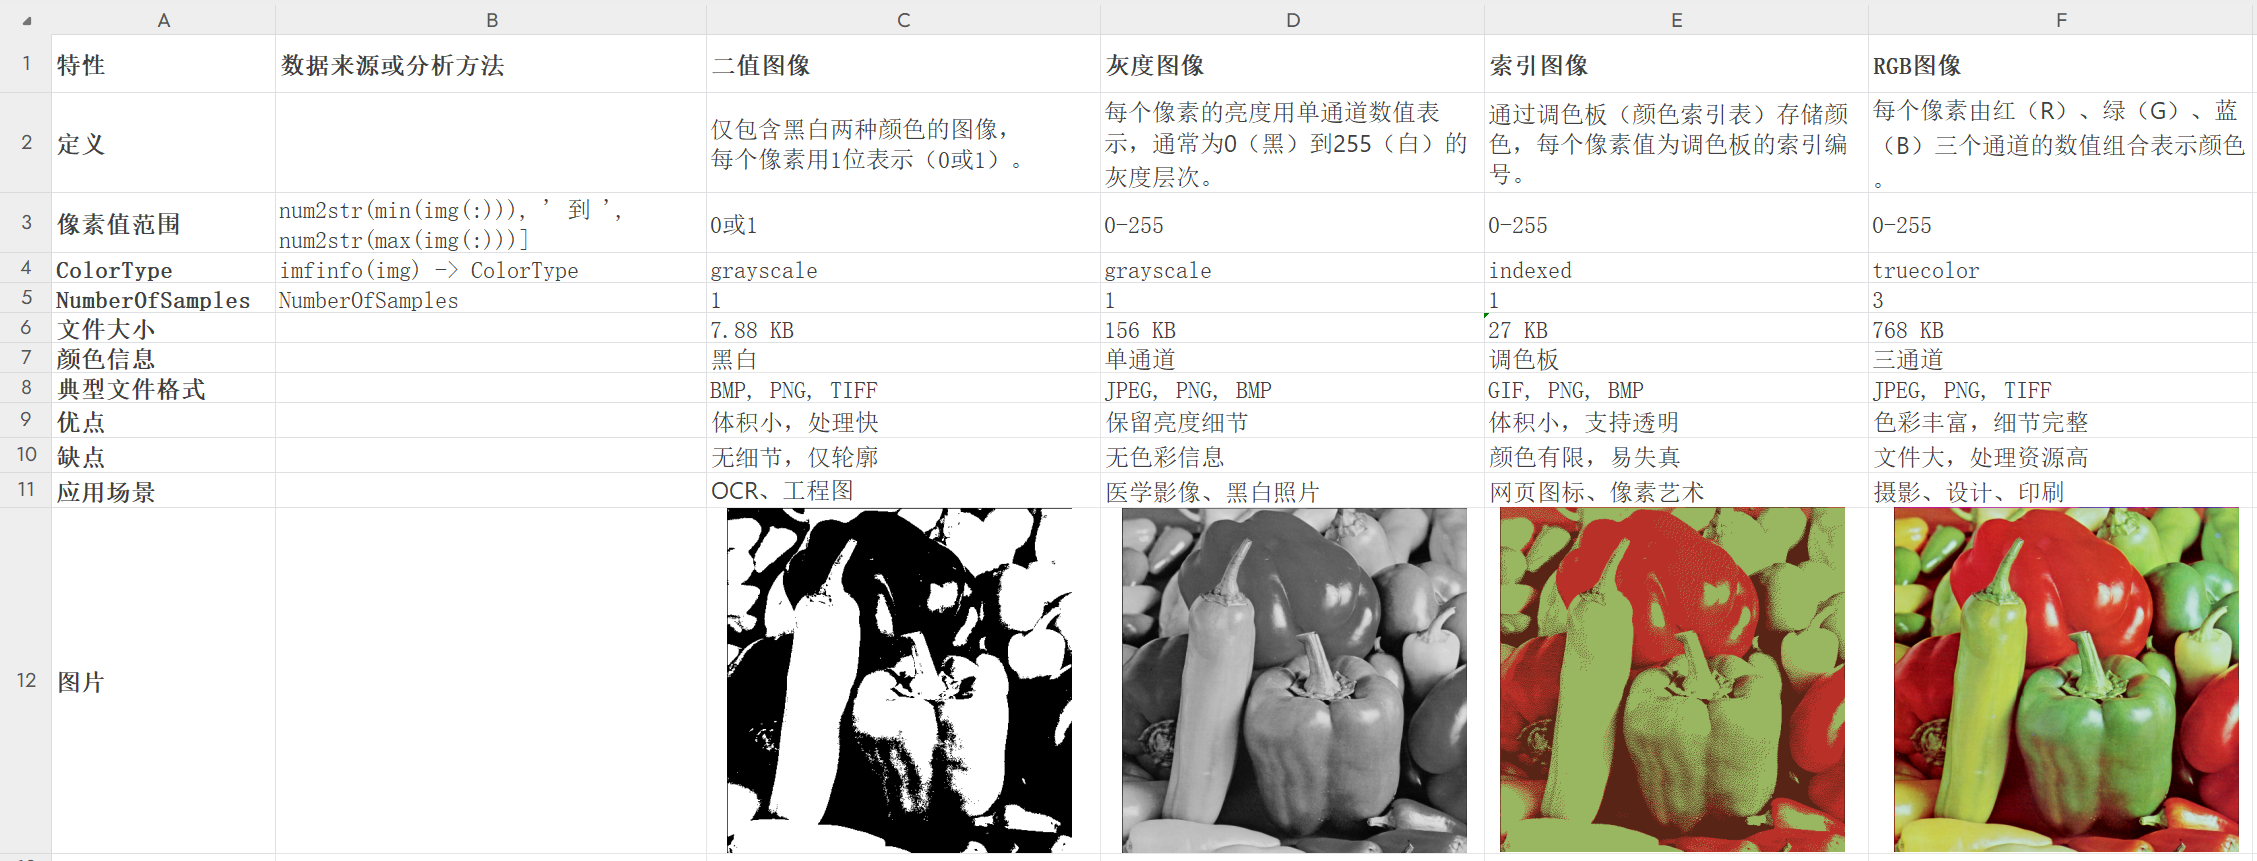 A B C D E F
1 特性 数据来源或分析方法 二值图像 灰度图像 索引图像 RGB图像
2 定义
仅包含黑白两种颜色的图像，
每个像素用1位表示（0或1）。
每个像素的亮度用单通道数值表
示，通常为0（黑）到255（白）的
灰度层次。
通过调色板（颜色索引表）存储颜
色，每个像素值为调色板的索引编
号。
每个像素由红（R）、绿（G）、蓝
（B）三个通道的数值组合表示颜色
。
3 像素值范围
num2str(min(img(:))), ' 到 ',
num2str(max(img(:)))]
0或1 0-255 0-255 0-255
4 ColorType imfinfo(img) -> ColorType grayscale grayscale indexed truecolor
5 NumberOfSamples NumberOfSamples 1 1 1 3
6 文件大小 7.88 KB 156 KB 27 KB 768 KB
7 颜色信息 黑白 单通道 调色板 三通道
8 典型文件格式 BMP, PNG, TIFF JPEG, PNG, BMP GIF, PNG, BMP JPEG, PNG, TIFF
9 优点 体积小，处理快 保留亮度细节 体积小，支持透明 色彩丰富，细节完整
10 缺点 无细节，仅轮廓 无色彩信息 颜色有限，易失真 文件大，处理资源高
11 应用场景 OCR、工程图 医学影像、黑白照片 网页图标、像素艺术 摄影、设计、印刷
12 图片